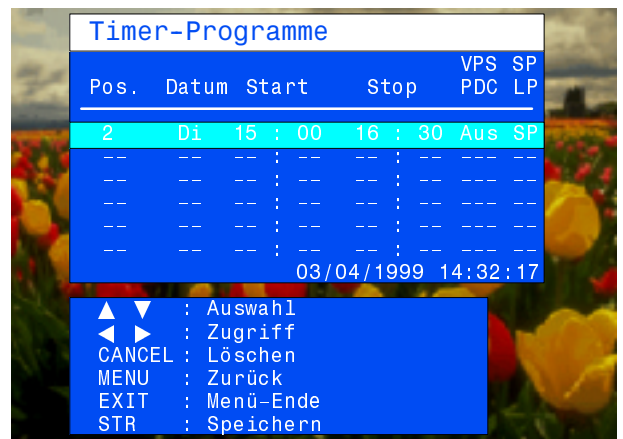 Timer-Programme
VPS SP
Pos. Datum Start Stop PDC LP
2 Di 15 : 00 16 : 30 Aus SP
-- -- -- : -- -- : -- --- --
-- -- -- : -- -- : -- --- --
-- -- -- : -- -- : -- --- --
-- -- -- : -- -- : -- --- --
-- -- -- : -- -- : -- --- --
03/04/1999 14:32:17
▲ ▼ : Auswahl
◀ ▶ : Zugriff
CANCEL : Löschen
MENU : Zurück
EXIT : Menü-Ende
STR : Speichern